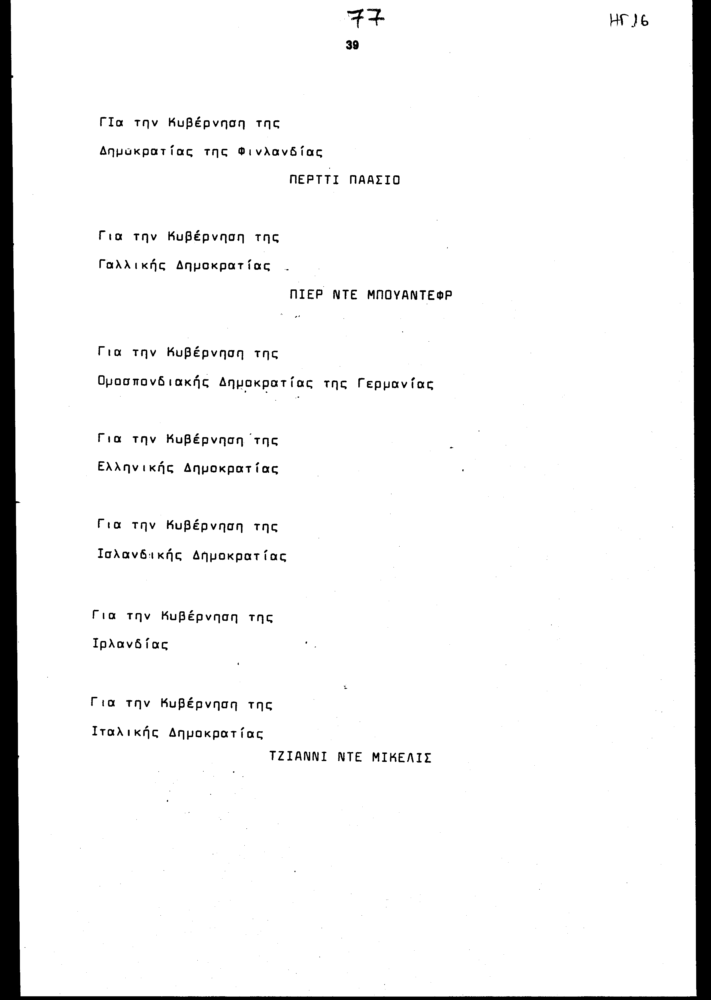 77
ΗΓ 16
39
ΓΙα την Κυβέρνηση της
Δημοκρατίας της Φινλανδίας
ΠΕΡΤΤΙ ΠΑΑΣΙΟ
Για την Κυβέρνηση της
Γαλλικής Δημοκρατίας
ΠΙΕΡ ΝΤΕ ΜΠΟΥΑΝΤΕΦΡ
Για την Κυβέρνηση της
Ομοσπονδιακής Δημοκρατίας της Γερμανίας
Για την Κυβέρνηση της
Ελληνικής Δημοκρατίας
Για την Κυβέρνηση της
Ισλανδικής Δημοκρατίας
Για την Κυβέρνηση της
Ιρλανδίας
Για την Κυβέρνηση της
Ιταλικής Δημοκρατίας
ΤΖΙΑΝΝΙ ΝΤΕ ΜΙΚΕΛΙΣ